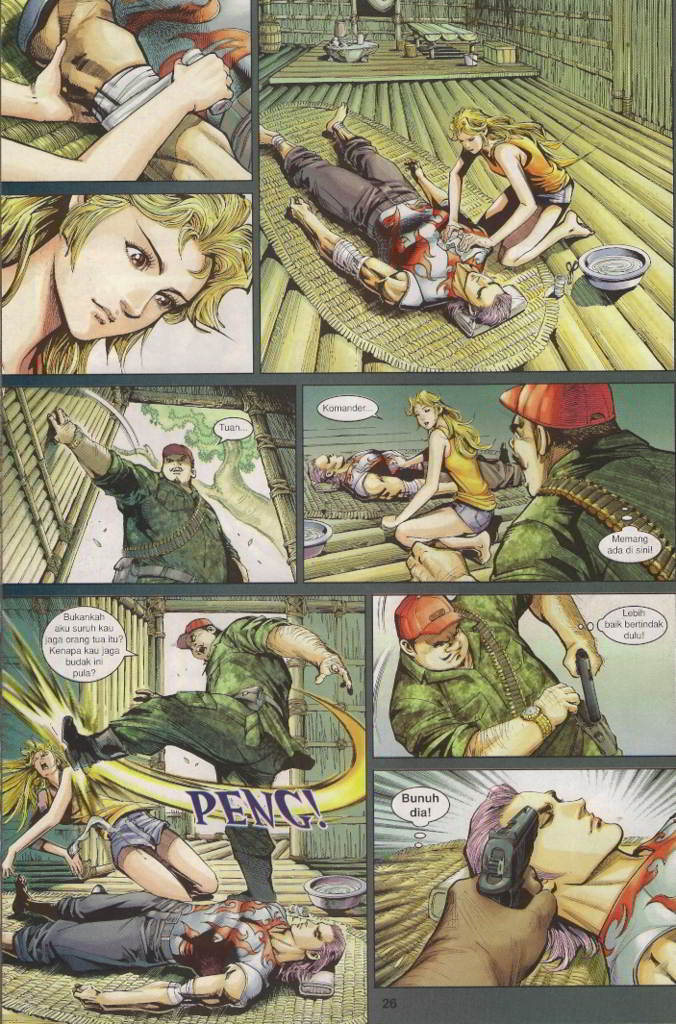 Tuan...
Komander...
Memang
ada di sini!
Bukankah
aku suruh kau
jaga orang tua itu?
Kenapa kau jaga
budak ini
pula?
PENG!
Lebih
baik bertindak
dulu!
Bunuh
dia!
26